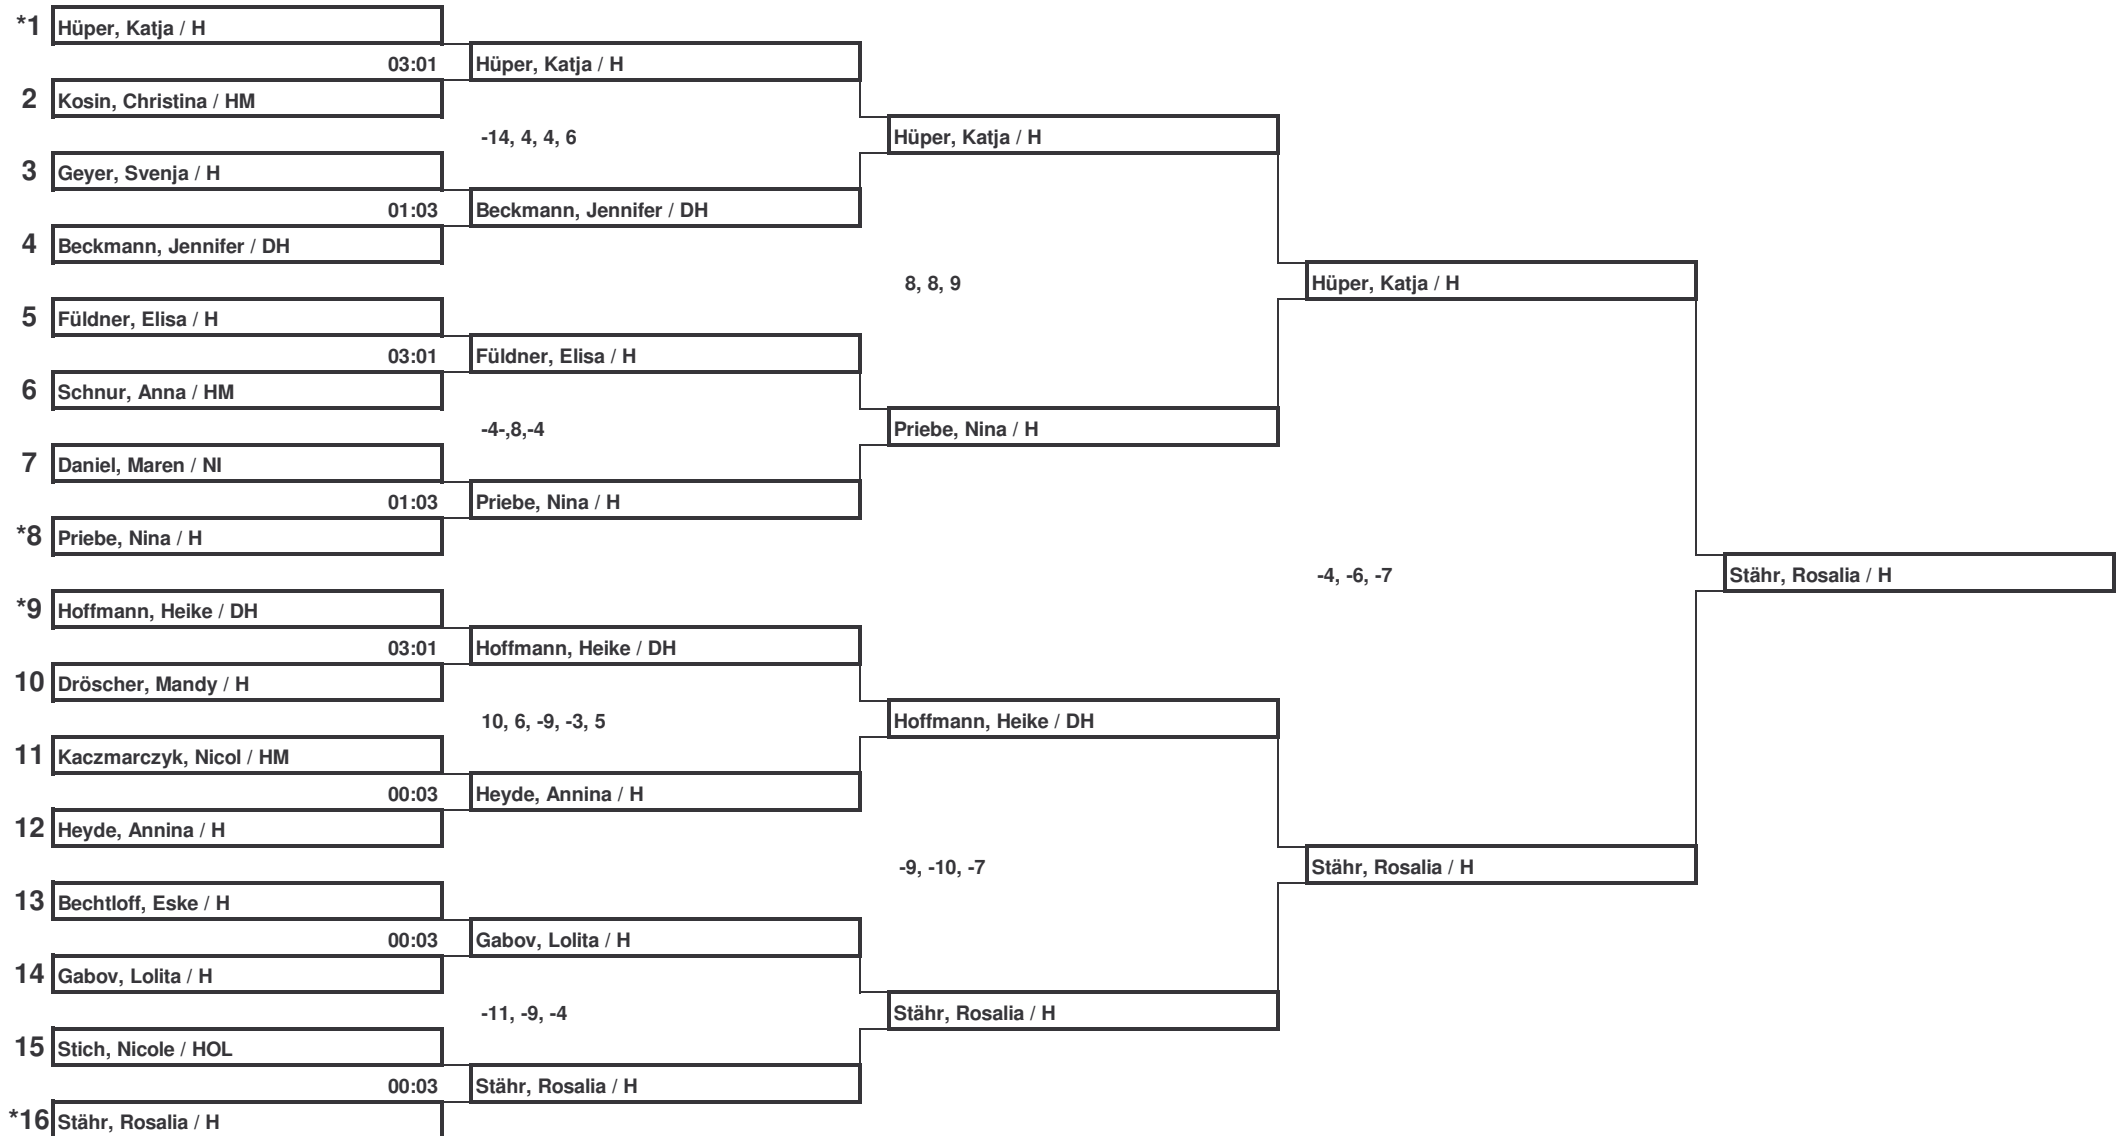 *1 Hüper, Katja / H
03:01 Hüper, Katja / H
2 Kosin, Christina / HM
-14, 4, 4, 6 Hüper, Katja / H
3 Geyer, Svenja / H
01:03 Beckmann, Jennifer / DH
4 Beckmann, Jennifer / DH
8, 8, 9 Hüper, Katja / H
5 Füldner, Elisa / H
03:01 Füldner, Elisa / H
6 Schnur, Anna / HM
-4-,8,-4 Priebe, Nina / H
7 Daniel, Maren / NI
01:03 Priebe, Nina / H
*8 Priebe, Nina / H
-4, -6, -7 Stähr, Rosalia / H
*9 Hoffmann, Heike / DH
03:01 Hoffmann, Heike / DH
10 Dröscher, Mandy / H
10, 6, -9, -3, 5 Hoffmann, Heike / DH
11 Kaczmarczyk, Nicol / HM
00:03 Heyde, Annina / H
12 Heyde, Annina / H
-9, -10, -7 Stähr, Rosalia / H
13 Bechtloff, Eske / H
00:03 Gabov, Lolita / H
14 Gabov, Lolita / H
-11, -9, -4 Stähr, Rosalia / H
15 Stich, Nicole / HOL
00:03 Stähr, Rosalia / H
*16 Stähr, Rosalia / H